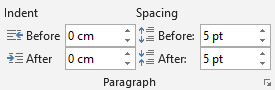 Indent Spacing
Before 0 cm Before: 5 pt
After 0 cm After: 5 pt
Paragraph